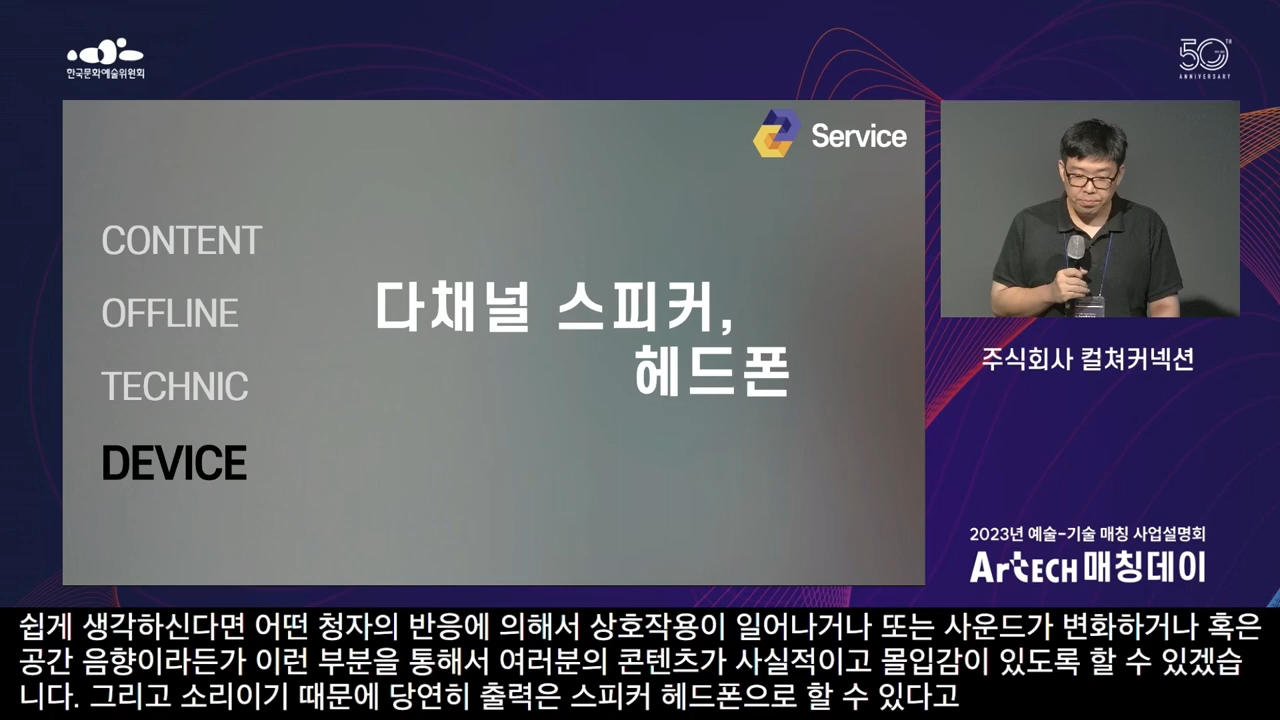 한국문화예술위원회
50TH
ANNIVERSARY
Service
CONTENT
OFFLINE
TECHNIC
DEVICE
다채널 스피커,
헤드폰
주식회사 컬쳐커넥션
2023년 예술-기술 매칭 사업설명회
ArtECH 매칭데이
쉽게 생각하신다면 어떤 청자의 반응에 의해서 상호작용이 일어나거나 또는 사운드가 변화하거나 혹은
공간 음향이라든가 이런 부분을 통해서 여러분의 콘텐츠가 사실적이고 몰입감이 있도록 할 수 있겠습
니다. 그리고 소리이기 때문에 당연히 출력은 스피커 헤드폰으로 할 수 있다고